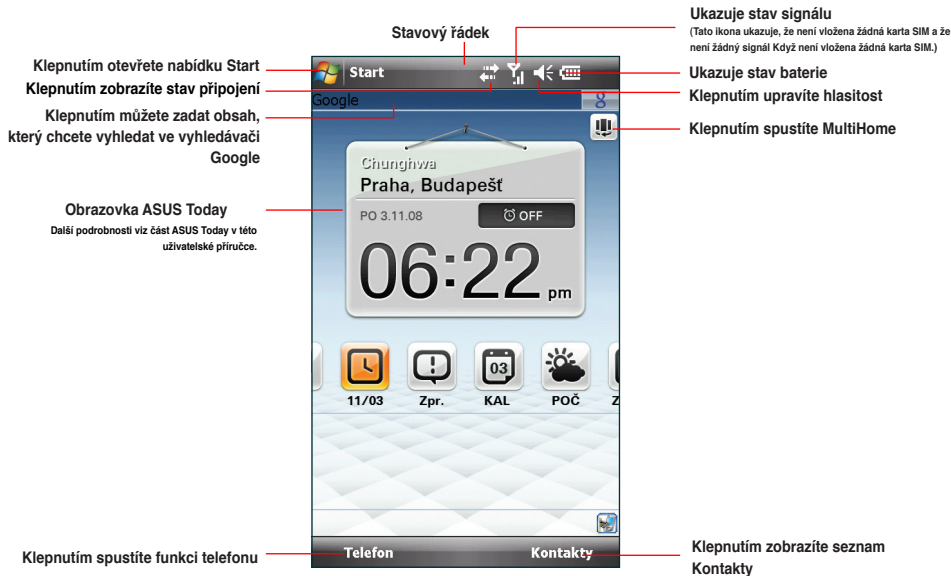 Stavový řádek
Ukazuje stav signálu
(Tato ikona ukazuje, že není vložena žádná karta SIM a že
není žádný signál Když není vložena žádná karta SIM.)
Klepnutím otevřete nabídku Start
Klepnutím zobrazíte stav připojení
Klepnutím můžete zadat obsah,
který chcete vyhledat ve vyhledávači
Google
Ukazuje stav baterie
Klepnutím upravíte hlasitost
Klepnutím spustíte MultiHome
Obrazovka ASUS Today
Další podrobnosti viz část ASUS Today v této
uživatelské příručce.
Start
Google
8
Chunghwa
Praha, Budapešť
PO 3.11.08
OFF
06:22 pm
03
11/03
Zpr.
KAL
POČ
Z
Telefon
Kontakty
Klepnutím spustíte funkci telefonu
Klepnutím zobrazíte seznam
Kontakty